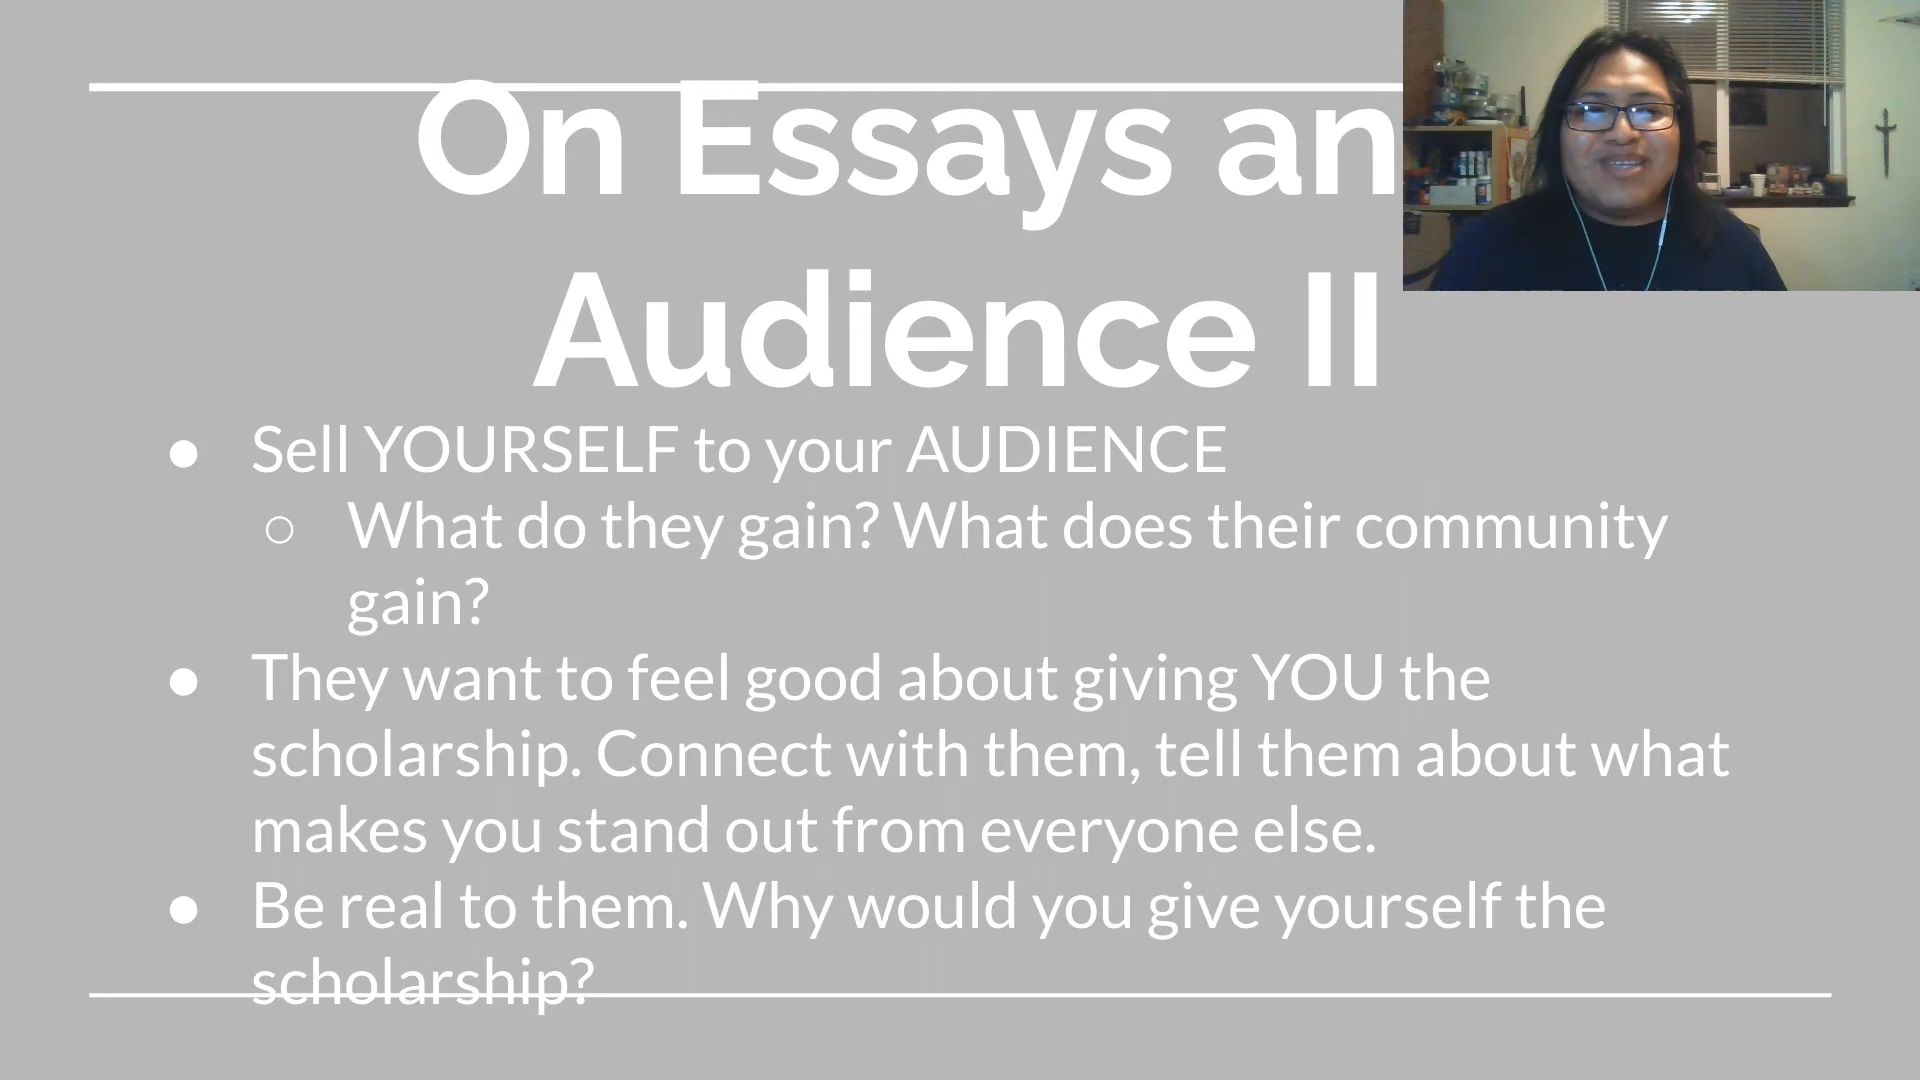 On Essays an
Audience II
● Sell YOURSELF to your AUDIENCE
○ What do they gain? What does their community
gain?
● They want to feel good about giving YOU the
scholarship. Connect with them, tell them about what
makes you stand out from everyone else.
● Be real to them. Why would you give yourself the
scholarship?